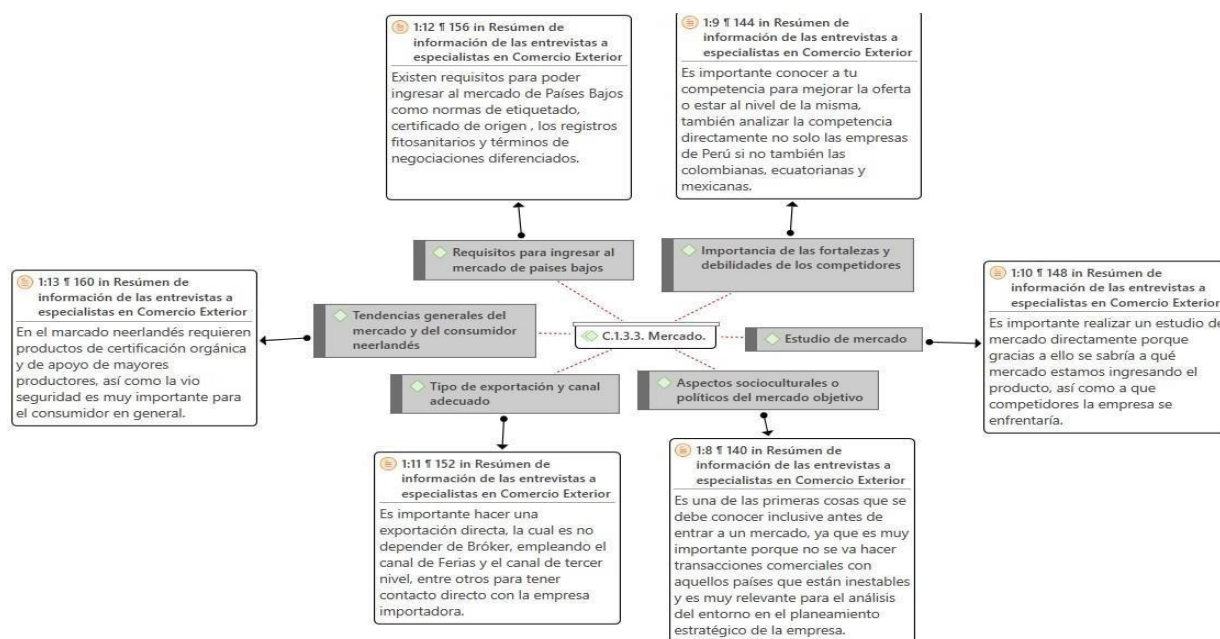 1:12 ¶ 156 in Resúmen de
información de las entrevistas a
especialistas en Comercio Exterior
Existen requisitos para poder
ingresar al mercado de Países Bajos
como normas de etiquetado,
certificado de origen , los registros
fitosanitarios y términos de
negociaciones diferenciados.
1:9 ¶ 144 in Resúmen de
información de las entrevistas a
especialistas en Comercio Exterior
Es importante conocer a tu
competencia para mejorar la oferta
o estar al nivel de la misma,
también analizar la competencia
directamente no solo las empresas
de Perú si no también las
colombianas, ecuatorianas y
mexicanas.
Requisitos para ingresar al
mercado de paises bajos
Importancia de las fortalezas y
debilidades de los competidores
1:13 ¶ 160 in Resúmen de
información de las entrevistas a
especialistas en Comercio Exterior
En el marcado neerlandés requieren
productos de certificación orgánica
y de apoyo de mayores
productores, así como la vio
seguridad es muy importante para
el consumidor en general.
Tendencias generales del
mercado y del consumidor
neerlandés
C.1.3.3. Mercado.
Estudio de mercado
1:10 ¶ 148 in Resúmen de
información de las entrevistas a
especialistas en Comercio Exterior
Es importante realizar un estudio de
mercado directamente porque
gracias a ello se sabría a qué
mercado estamos ingresando el
producto, así como a que
competidores la empresa se
enfrentaría.
Tipo de exportación y canal
adecuado
Aspectos socioculturales o
políticos del mercado objetivo
1:11 ¶ 152 in Resúmen de
información de las entrevistas a
especialistas en Comercio Exterior
Es importante hacer una
exportación directa, la cual es no
depender de Bróker, empleando el
canal de Ferias y el canal de tercer
nivel, entre otros para tener
contacto directo con la empresa
importadora.
1:8 ¶ 140 in Resúmen de
información de las entrevistas a
especialistas en Comercio Exterior
Es una de las primeras cosas que se
debe conocer inclusive antes de
entrar a un mercado, ya que es muy
importante porque no se va hacer
transacciones comerciales con
aquellos países que están inestables
y es muy relevante para el análisis
del entorno en el planeamiento
estratégico de la empresa.